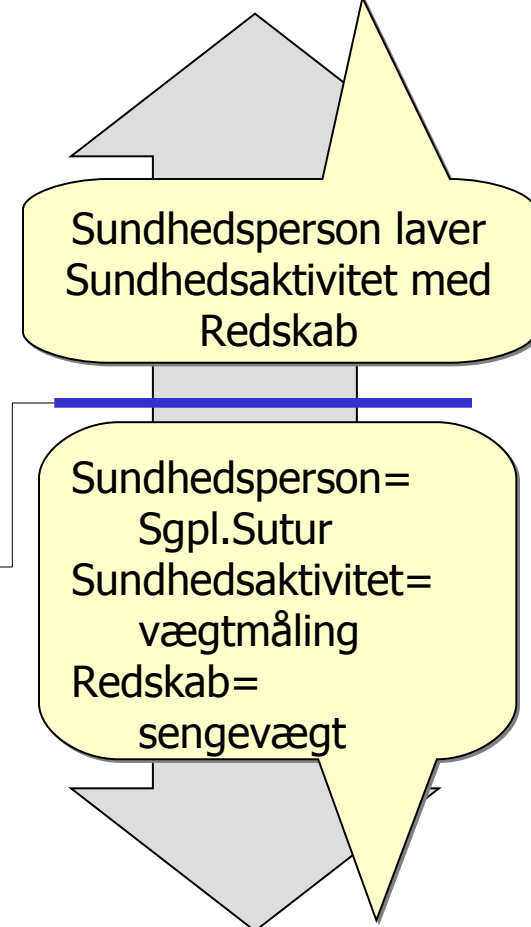 Sundhedsperson laver
Sundhedsaktivitet med
Redskab
Sundhedsperson=
Sgpl.Sutur
Sundhedsaktivitet=
vægtmåling
Redskab=
sengevægt